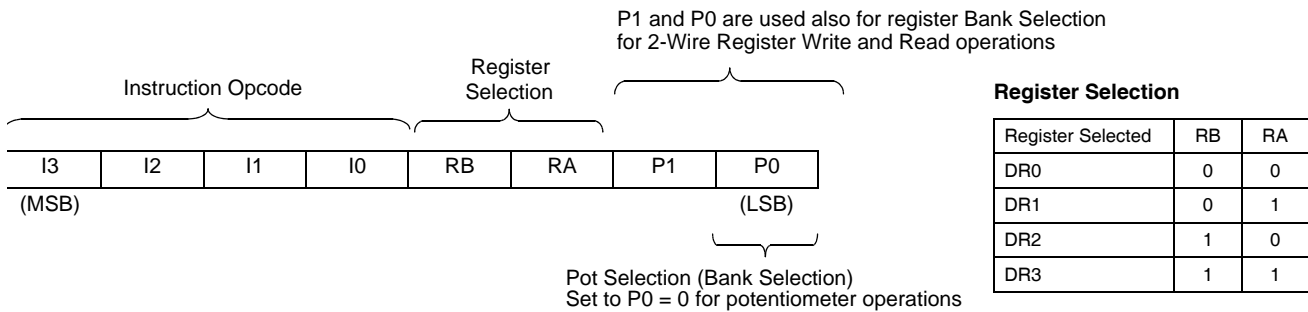 P1 and P0 are used also for register Bank Selection
for 2-Wire Register Write and Read operations
Instruction Opcode
Register
Selection
I3 I2 I1 I0 RB RA P1 P0
(MSB) (LSB)
Pot Selection (Bank Selection)
Set to P0 = 0 for potentiometer operations
Register Selection
Register Selected RB RA
DR0 0 0
DR1 0 1
DR2 1 0
DR3 1 1